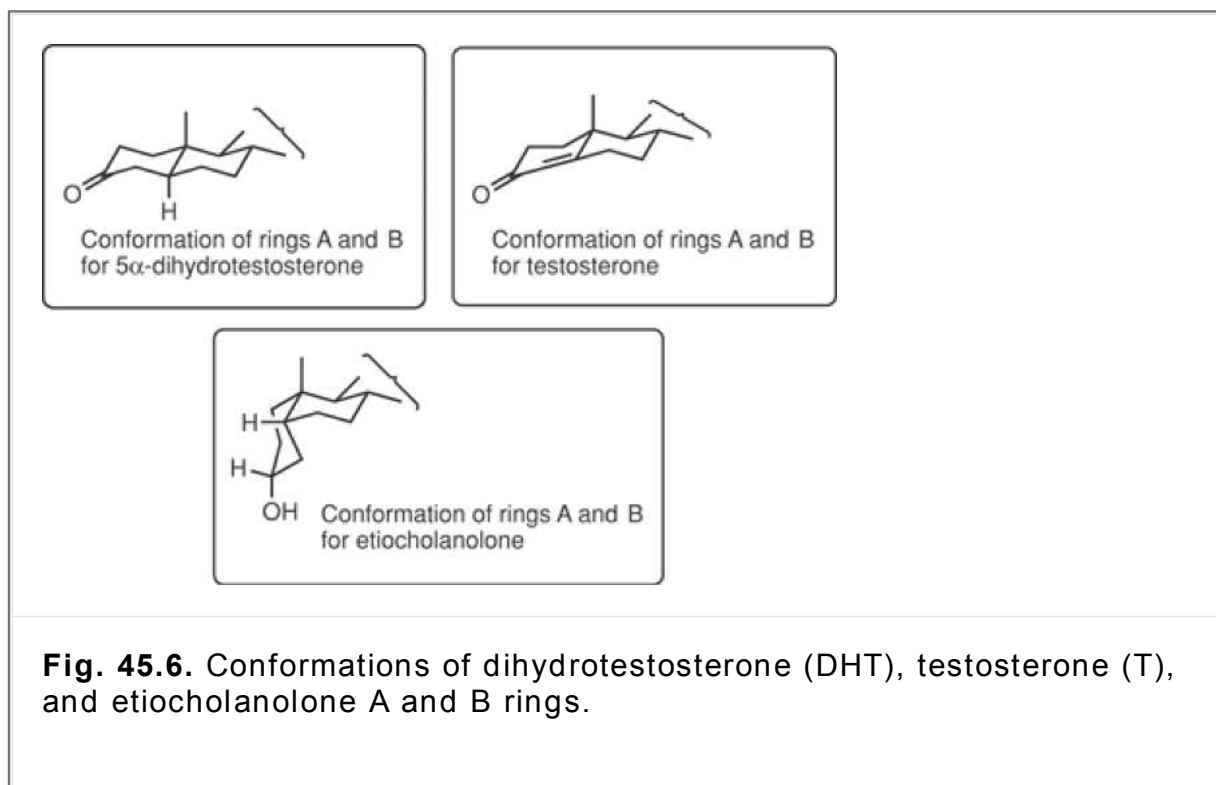 O
H
Conformation of rings A and B
for 5α-dihydrotestosterone
O
Conformation of rings A and B
for testosterone
H
H
OH
Conformation of rings A and B
for etiocholanolone
Fig. 45.6. Conformations of dihydrotestosterone (DHT), testosterone (T),
and etiocholanolone A and B rings.